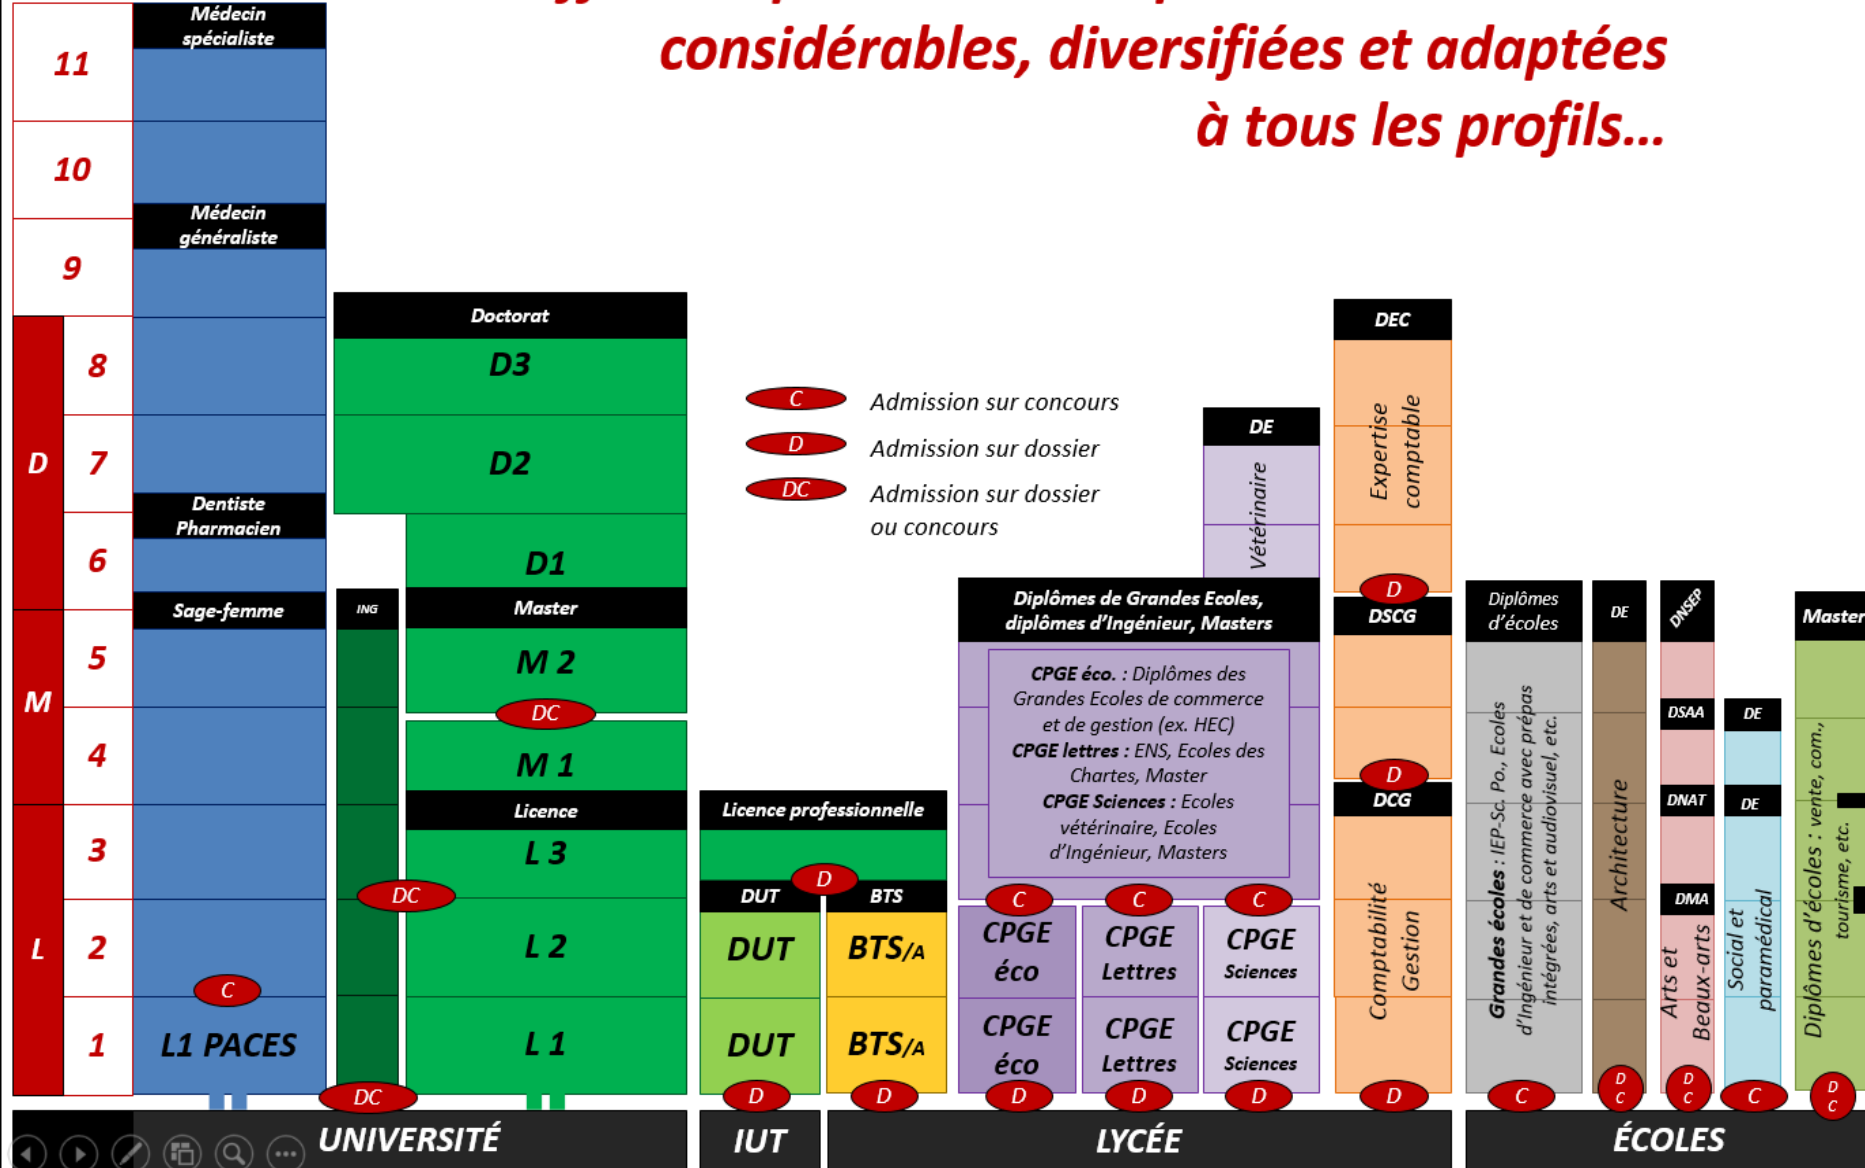 considérables, diversifiées et adaptées
à tous les profils...
11
10
9
D
8
7
6
M
5
4
L
3
2
1
Médecin
spécialiste
Médecin
généraliste
Dentiste
Pharmacien
Sage-femme
C
L1 PACES
ING
DC
DC
Doctorat
D3
D2
D1
Master
M 2
DC
M 1
Licence
L 3
L 2
L 1
C Admission sur concours
D Admission sur dossier
DC Admission sur dossier
ou concours
Licence professionnelle
D
DUT
BTS
DUT
BTS/A
DUT
BTS/A
D
D
DE
Vétérinaire
Diplômes de Grandes Ecoles,
diplômes d’Ingénieur, Masters
CPGE éco. : Diplômes des
Grandes Ecoles de commerce
et de gestion (ex. HEC)
CPGE lettres : ENS, Ecoles des
Chartes, Master
CPGE Sciences : Ecoles
vétérinaire, Ecoles
d’Ingénieur, Masters
C
C
C
CPGE
éco
CPGE
Lettres
CPGE
Sciences
CPGE
éco
CPGE
Lettres
CPGE
Sciences
D
D
D
DEC
Expertise
comptable
D
DSCG
D
DCG
Comptabilité
Gestion
D
Diplômes
d’écoles
Grandes écoles : IEP-Sc. Po., Ecoles
d’Ingénieur et de commerce avec prépas
intégrées, arts et audiovisuel, etc.
C
DE
Architecture
D
C
DNSEP
DSAA
DNAT
DMA
Arts et
Beaux-arts
D
C
DE
DE
Social et
paramédical
C
Master
Diplômes d’écoles : vente, com.,
tourisme, etc.
D
C
UNIVERSITÉ
IUT
LYCÉE
ÉCOLES